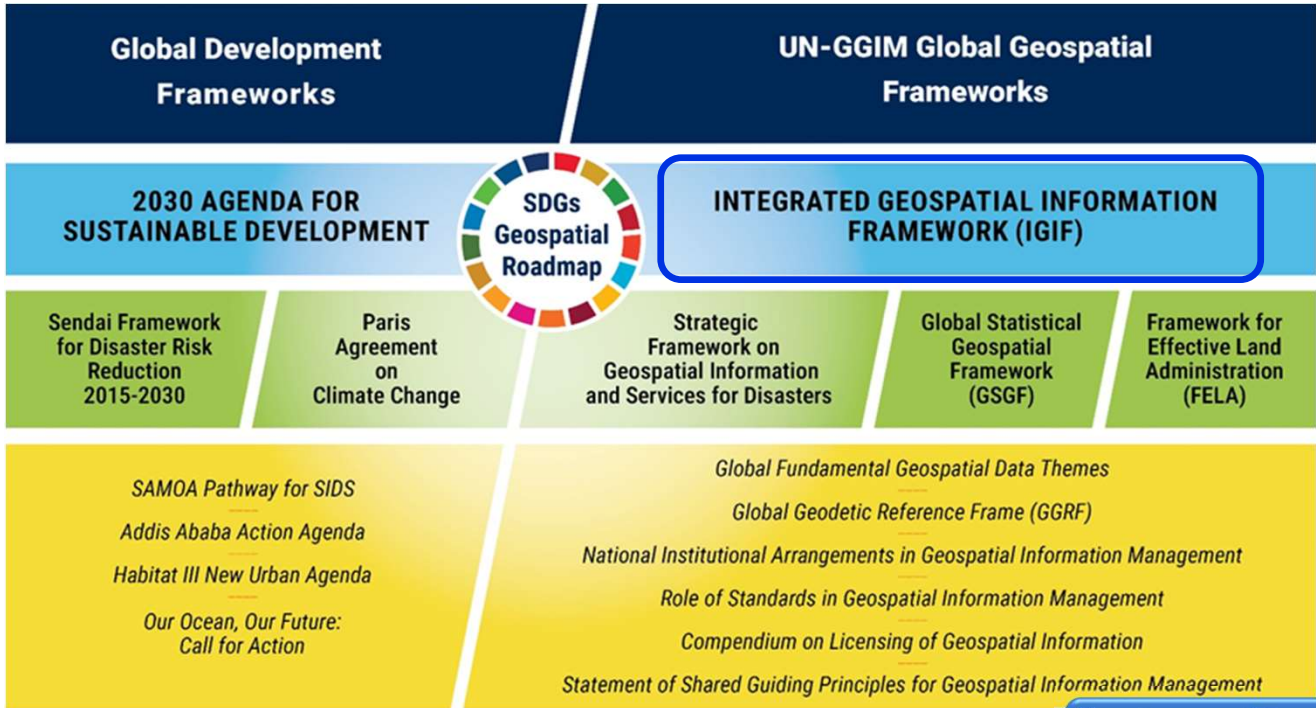 Global Development
Frameworks
UN-GGIM Global Geospatial
Frameworks
2030 AGENDA FOR
SUSTAINABLE DEVELOPMENT
SDGs
Geospatial
Roadmap
INTEGRATED GEOSPATIAL INFORMATION
FRAMEWORK (IGIF)
Sendai Framework
for Disaster Risk
Reduction
2015-2030
Paris
Agreement
on
Climate Change
Strategic
Framework on
Geospatial Information
and Services for Disasters
Global Statistical
Geospatial
Framework
(GSGF)
Framework for
Effective Land
Administration
(FELA)
SAMOA Pathway for SIDS
Addis Ababa Action Agenda
Habitat III New Urban Agenda
Our Ocean, Our Future:
Call for Action
Global Fundamental Geospatial Data Themes
Global Geodetic Reference Frame (GGRF)
National Institutional Arrangements in Geospatial Information Management
Role of Standards in Geospatial Information Management
Compendium on Licensing of Geospatial Information
Statement of Shared Guiding Principles for Geospatial Information Management